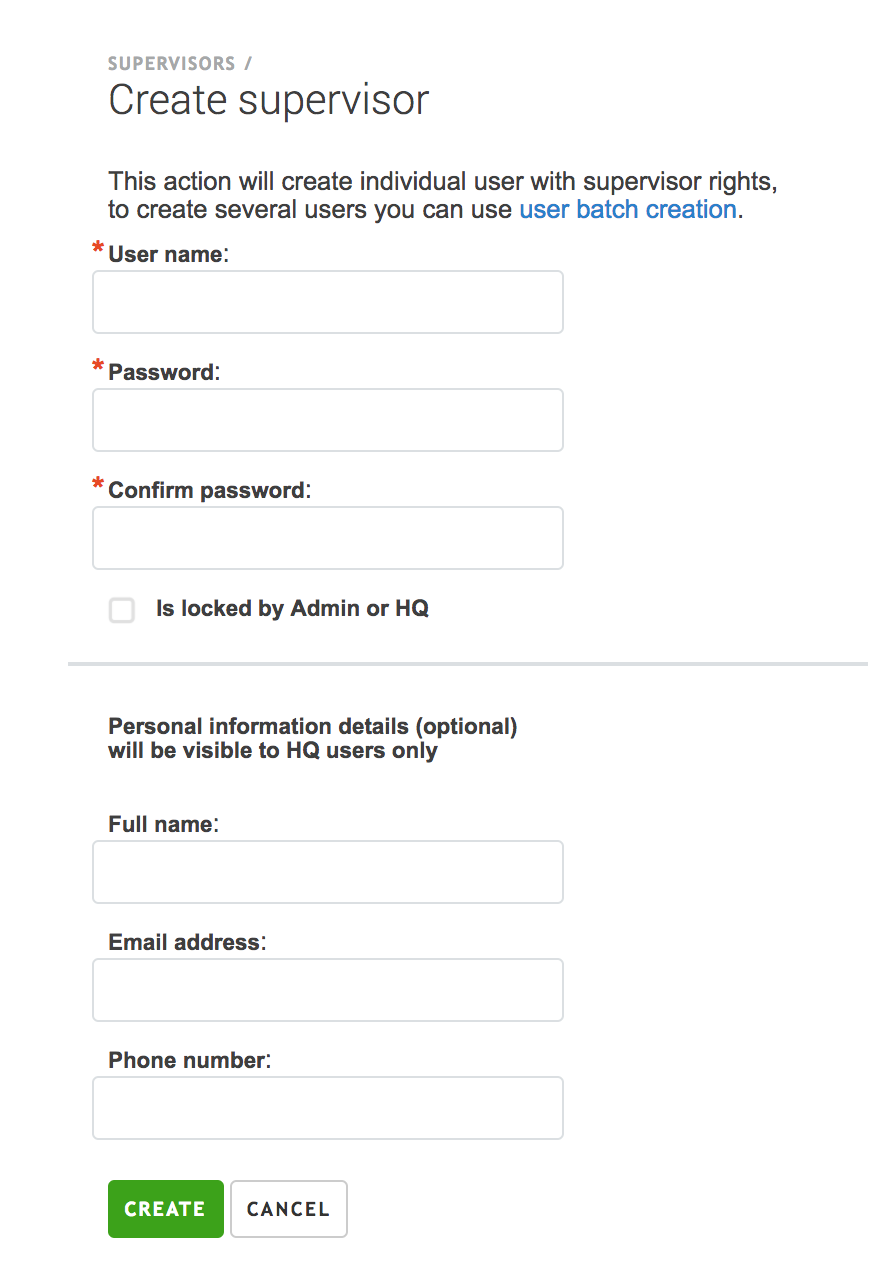 SUPERVISORS /
Create supervisor
This action will create individual user with supervisor rights,
to create several users you can use user batch creation.
* User name:
* Password:
* Confirm password:
Is locked by Admin or HQ
Personal information details (optional)
will be visible to HQ users only
Full name:
Email address:
Phone number:
CREATE CANCEL